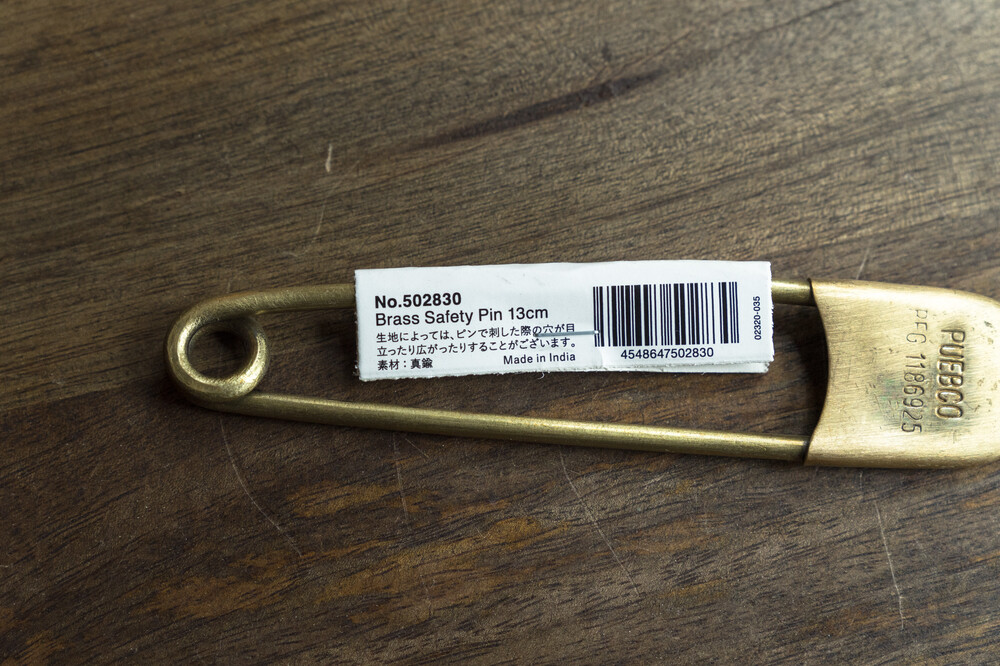 No.502830
Brass Safety Pin 13cm
生地によっては、ピンで刺した際の穴が目
立ったり広がったりすることがございます。
素材：真鍮
Made in India
4548647502830
02320-035
PUEBCO
PFG 1186925